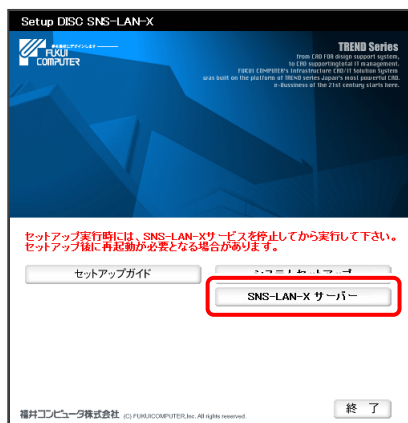 Setup DISC SNS-LAN-X
FUKUI
COMPUTER
TREND Series
from CAD FOR disign support system,
to CAD supportinglotal IT management.
FUKUI COMPUTER's Infrastructure CAD/IT Solution System
was built on the platform of TREND series Japan's most powerful CAD.
e-Bussiness of the 21st century starts here.
セットアップ実行時には、SNS-LAN-Xサービスを停止してから実行して下さい。
セットアップ後に再起動が必要となる場合があります。
セットアップガイド
SNS-LAN-X サーバー
終 了
福井コンピュータ株式会社 (C) FUKUICOMPUTER,Inc. All rights reserved.